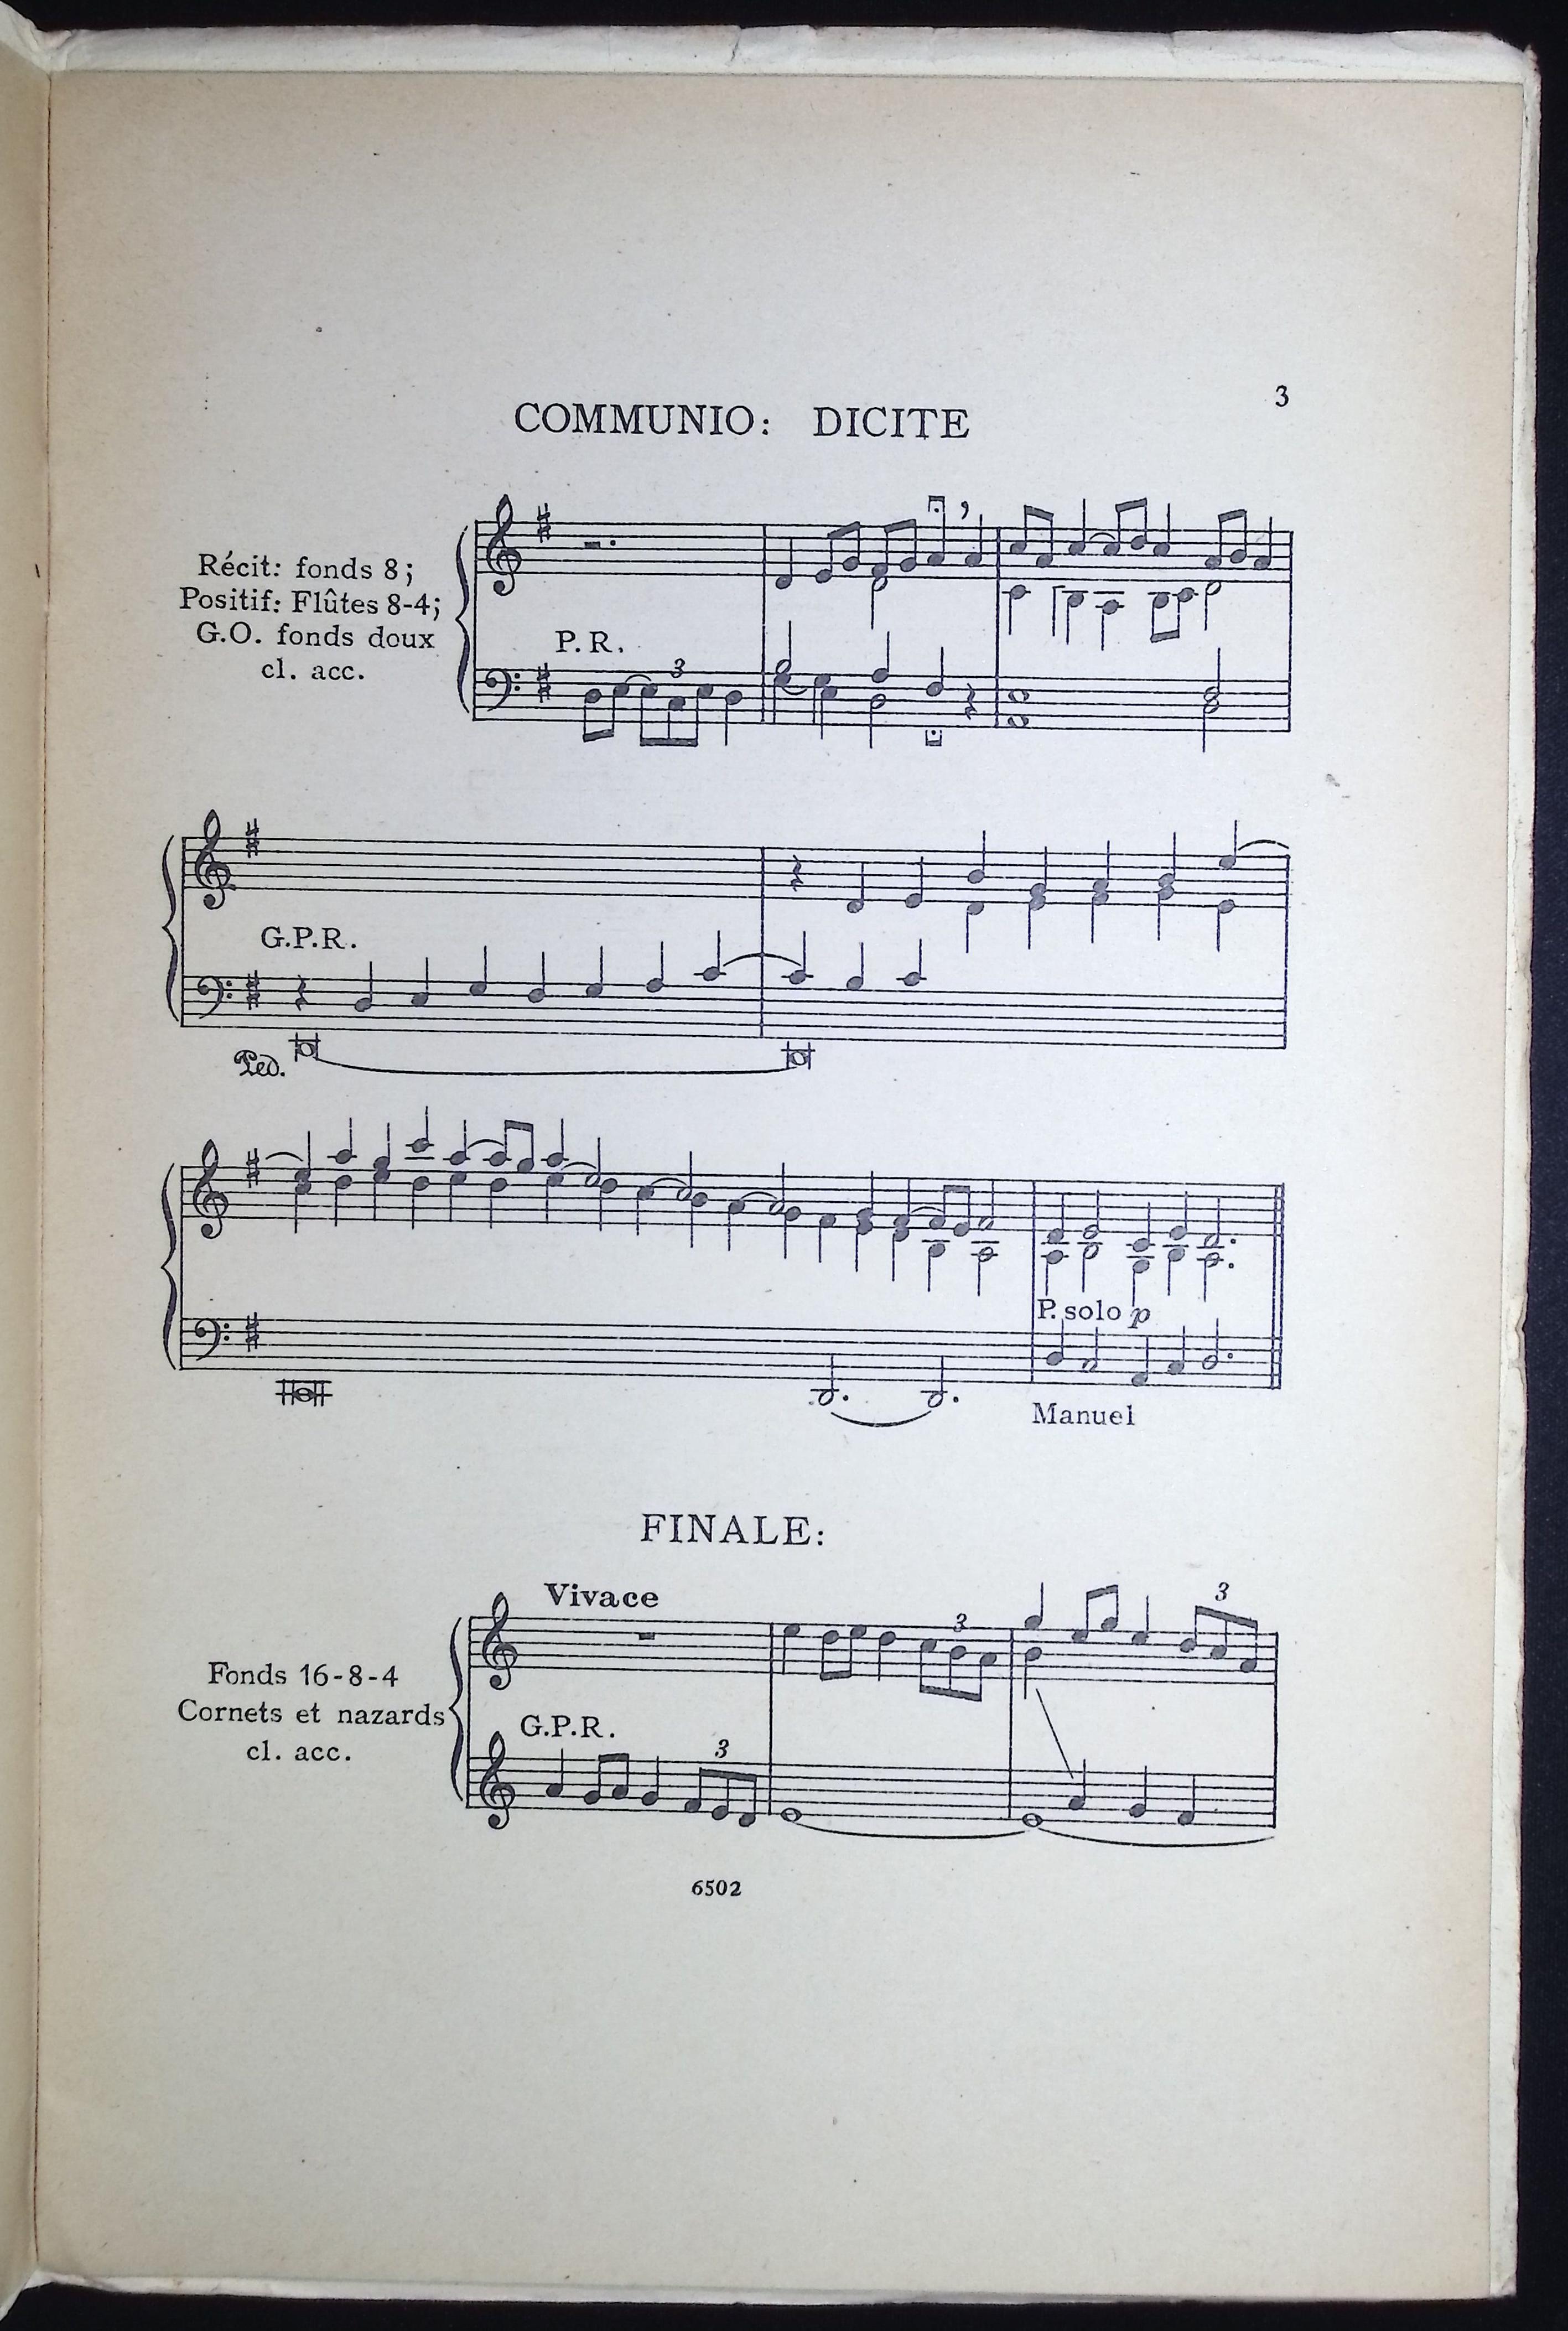 3
COMMUNIO: DICITE
Récit: fonds 8;
Positif: Flûtes 8-4;
G.O. fonds doux
cl. acc.
P. R.
3
G.P.R.
Ped.
P. solo p
Manuel
FINALE:
Vivace
Fonds 16-8-4
Cornets et nazards
cl. acc.
G.P.R.
3
3
3
6502